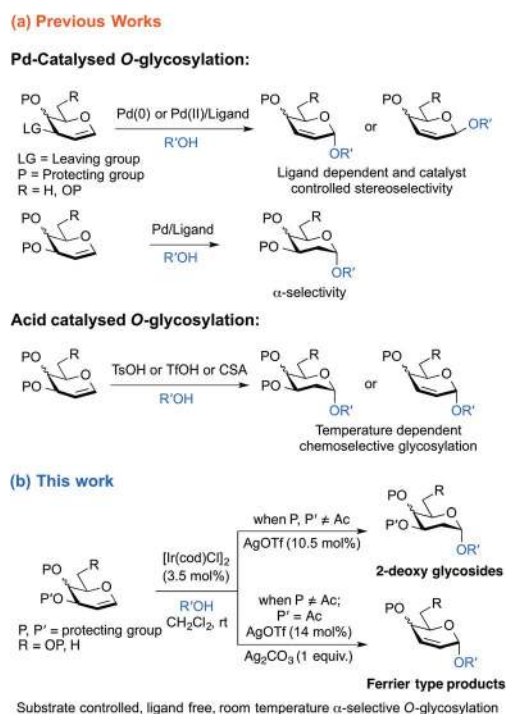 (a) Previous Works
Pd-Catalysed O-glycosylation:
PO
R
O
LG
Pd(0) or Pd(II)/Ligand
R'OH
PO
R
O
OR'
or
PO
R
O
OR'
LG = Leaving group
P = Protecting group
R = H, OP
Ligand dependent and catalyst
controlled stereoselectivity
PO
R
O
PO
Pd/Ligand
R'OH
PO
R
O
PO
OR'
α-selectivity
Acid catalysed O-glycosylation:
PO
R
O
PO
TsOH or TfOH or CSA
R'OH
PO
R
O
PO
OR'
or
PO
R
O
OR'
Temperature dependent
chemoselective glycosylation
(b) This work
PO
R
O
P'O
P, P' = protecting group
R = OP, H
[Ir(cod)Cl]2
(3.5 mol%)
R'OH
CH2Cl2, rt
when P, P' ≠ Ac
AgOTf (10.5 mol%)
PO
R
O
P'O
OR'
2-deoxy glycosides
when P ≠ Ac;
P' = Ac
AgOTf (14 mol%)
Ag2CO3 (1 equiv.)
PO
R
O
OR'
Ferrier type products
Substrate controlled, ligand free, room temperature α-selective O-glycosylation